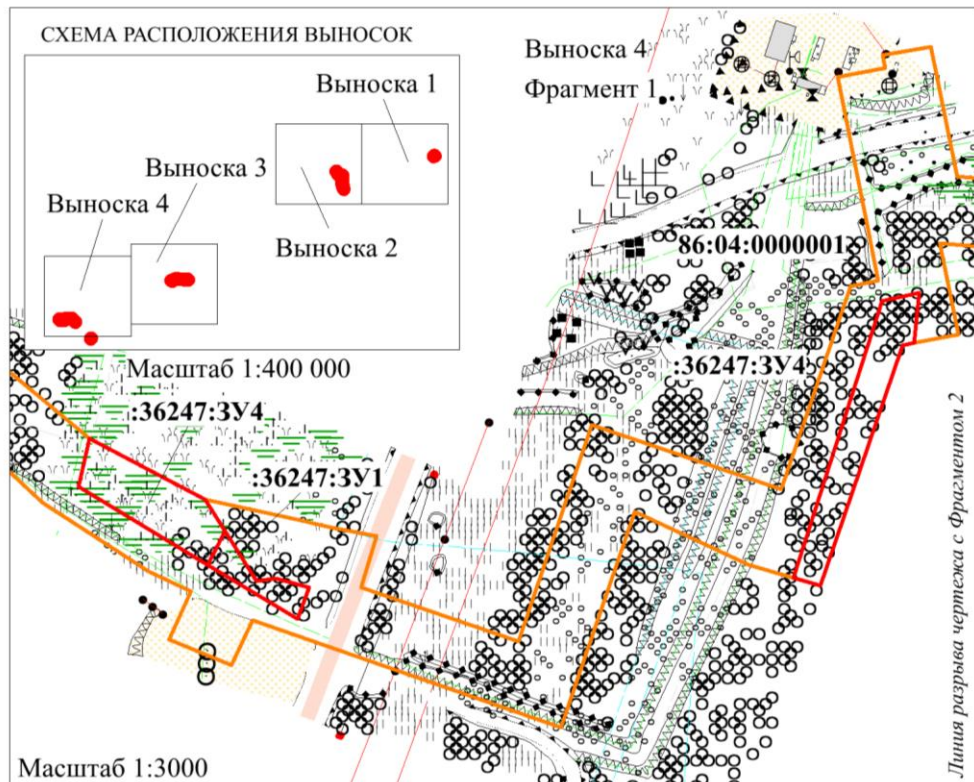 СХЕМА РАСПОЛОЖЕНИЯ ВЫНОСОК
Выноска 1
Выноска 3
Выноска 4
Выноска 2
Масштаб 1:400 000
Выноска 4
Фрагмент 1
86:04:0000001
:36247:ЗУ4
:36247:ЗУ4
:36247:ЗУ1
Линия разрыва чертежа с Фрагментом 2
Масштаб 1:3000